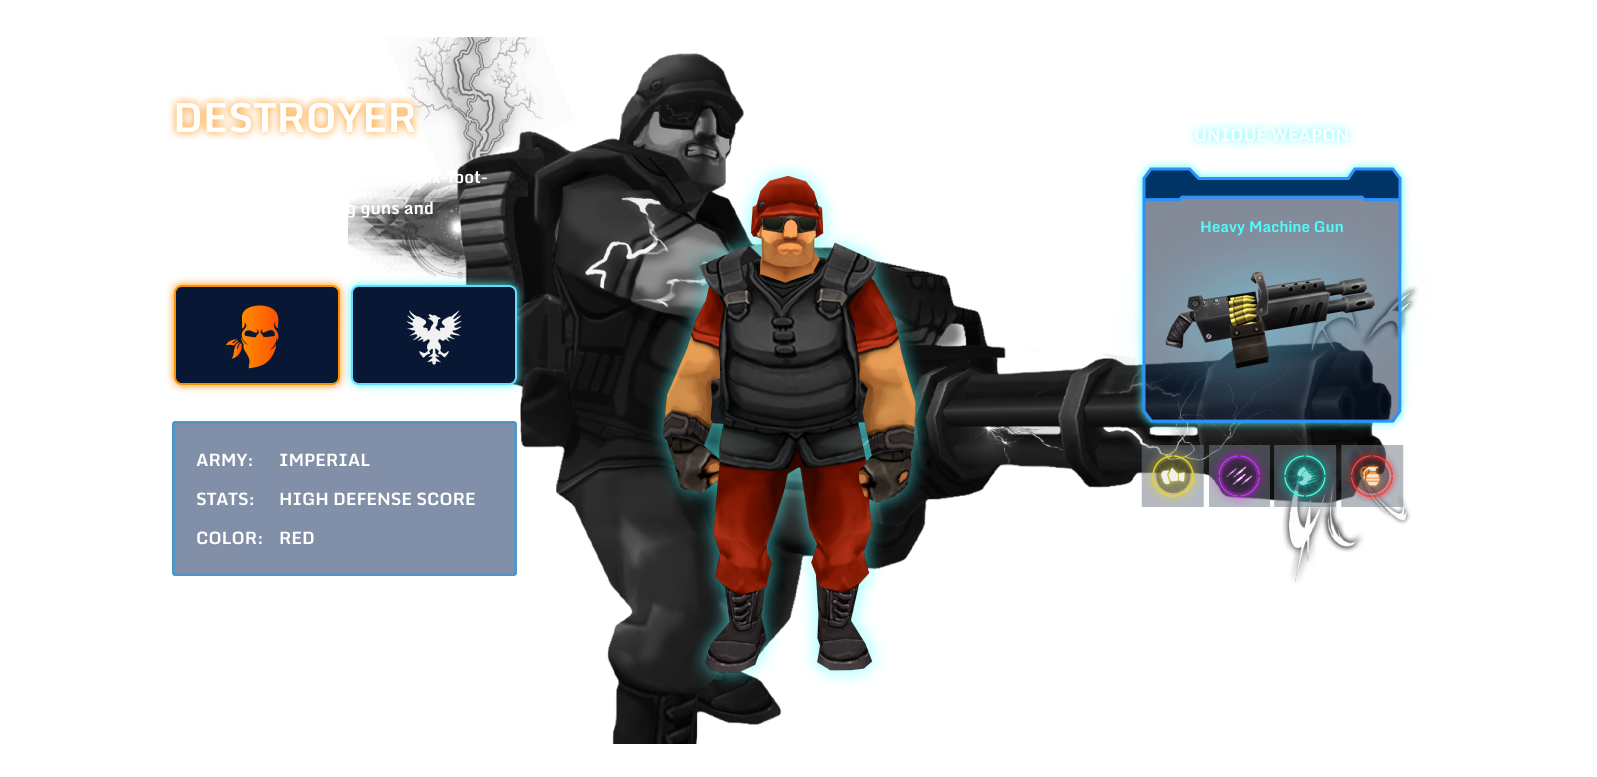 DESTROYER
guns and
ARMY: IMPERIAL
STATS: HIGH DEFENSE SCORE
COLOR: RED
UNIQUE WEAPON
Heavy Machine Gun